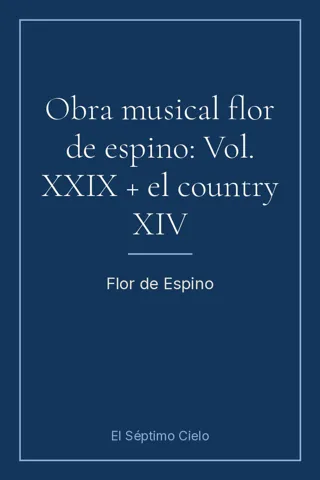 Obra musical flor
de espino: Vol.
XXIX + el country
XIV
Flor de Espino
El Séptimo Cielo